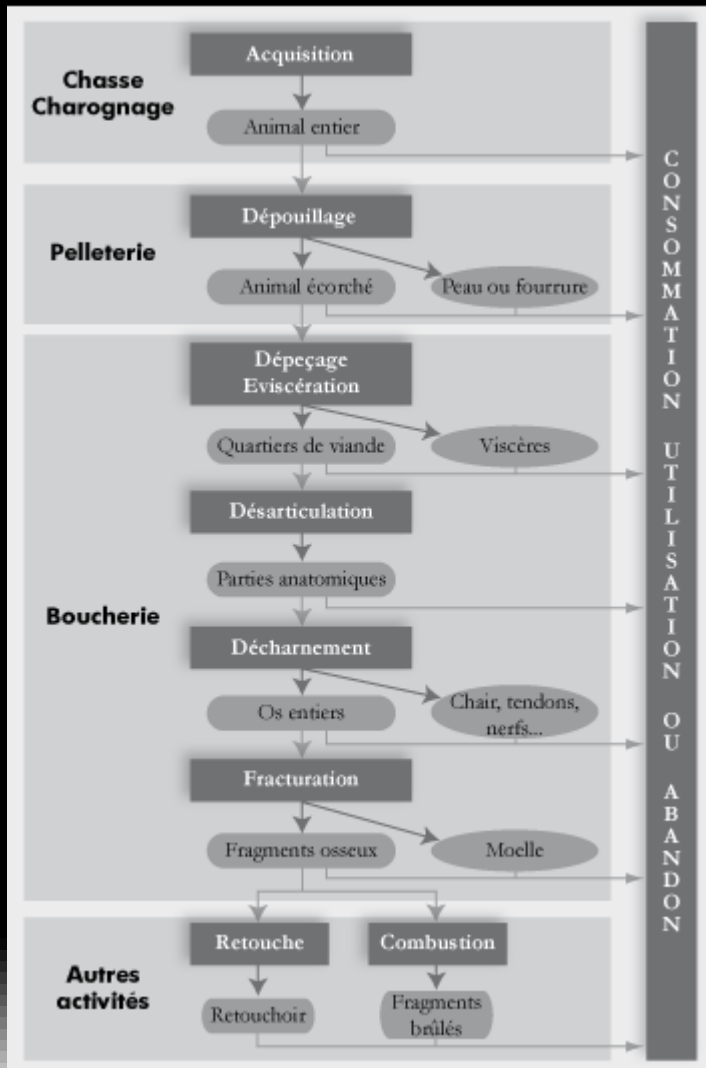 Chasse
Charognage
Acquisition
Animal entier
Pelleterie
Dépouillage
Animal écorché
Peau ou fourrure
Boucherie
Dépeçage
Eviscération
Quartiers de viande
Viscères
Désarticulation
Parties anatomiques
Décharnement
Os entiers
Chair, tendons,
nerfs...
Fracturation
Fragments osseux
Moelle
Autres
activités
Retouche
Combustion
Retouchoir
Fragments
brûlés
CONSOMMATION UTILISATION OU ABANDON